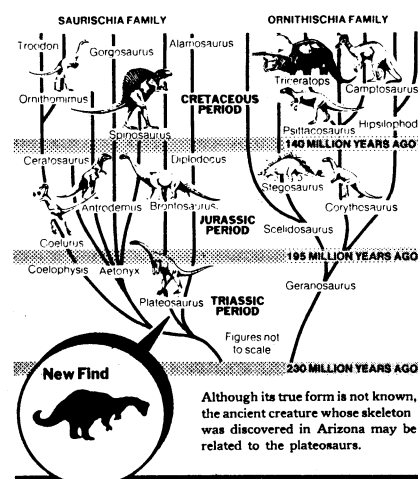 SAURISCHIA FAMILY
ORNITHISCHIA FAMILY
Troodon
Gorgosaurus
Alamosaurus
Triceratops
Camptosaurus
Ornithomimus
CRETACEOUS
PERIOD
Spinosaurus
Psittacosaurus
Hipsilophod
140 MILLION YEARS AGO
Ceratosaurus
Diplodocus
Stegosaurus
Antrodemus
Brontosaurus
Corythosaurus
JURASSIC
PERIOD
Scelidosaurus
Coelurus
195 MILLION YEARS AGO
Coelophysis
Aetonyx
Geranosaurus
Plateosaurus
TRIASSIC
PERIOD
Figures not
to scale
230 MILLION YEARS AGO
New Find
Although its true form is not known,
the ancient creature whose skeleton
was discovered in Arizona may be
related to the plateosaurs.